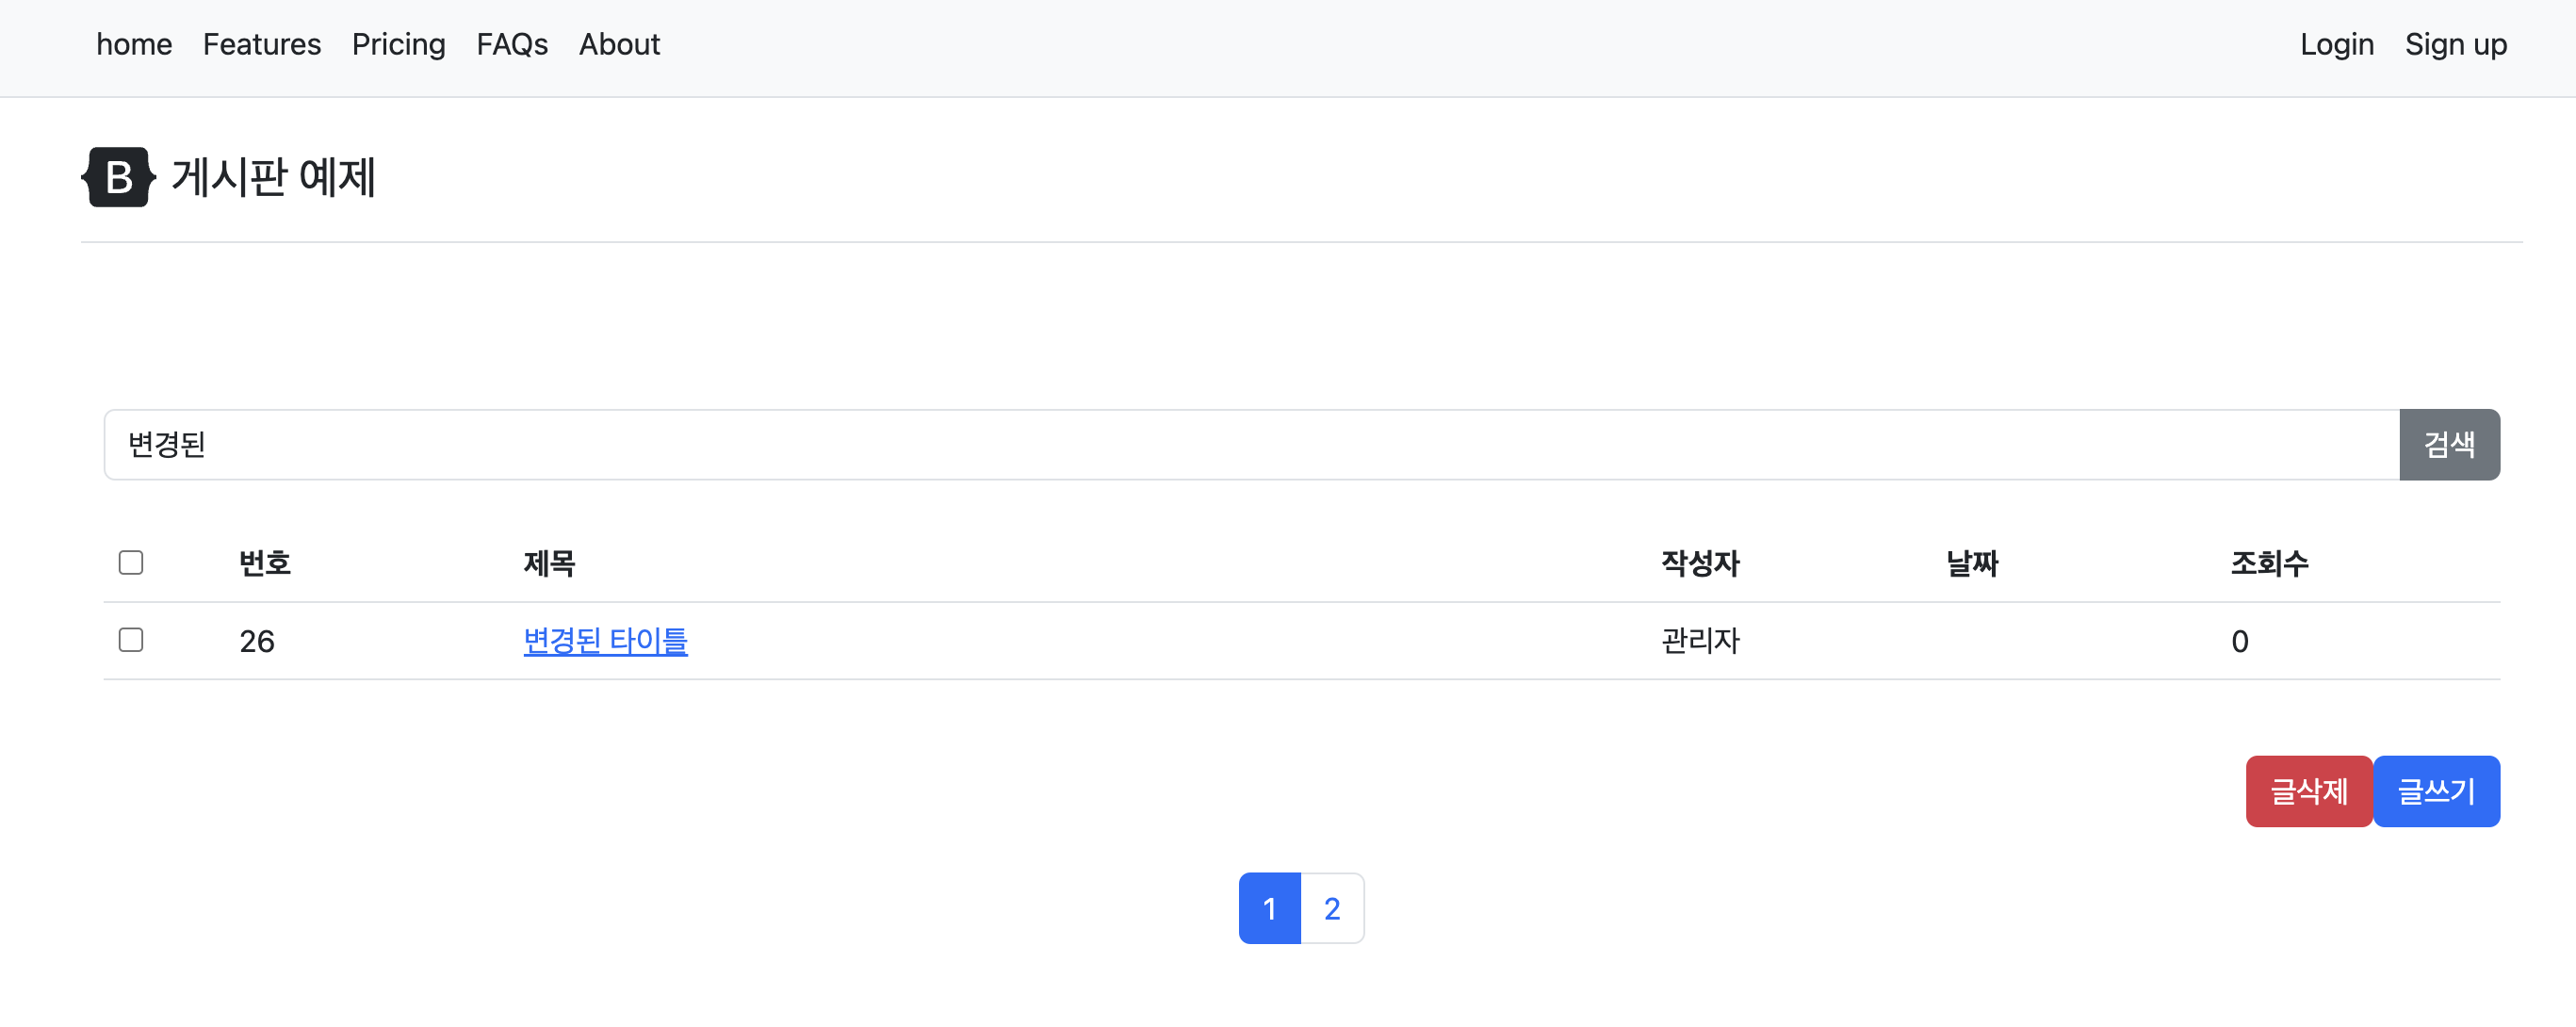 home Features Pricing FAQs About Login Sign up
B 게시판 예제
변경된 검색
번호 제목 작성자 날짜 조회수
26 변경된 타이틀 관리자 0
글삭제 글쓰기
1 2